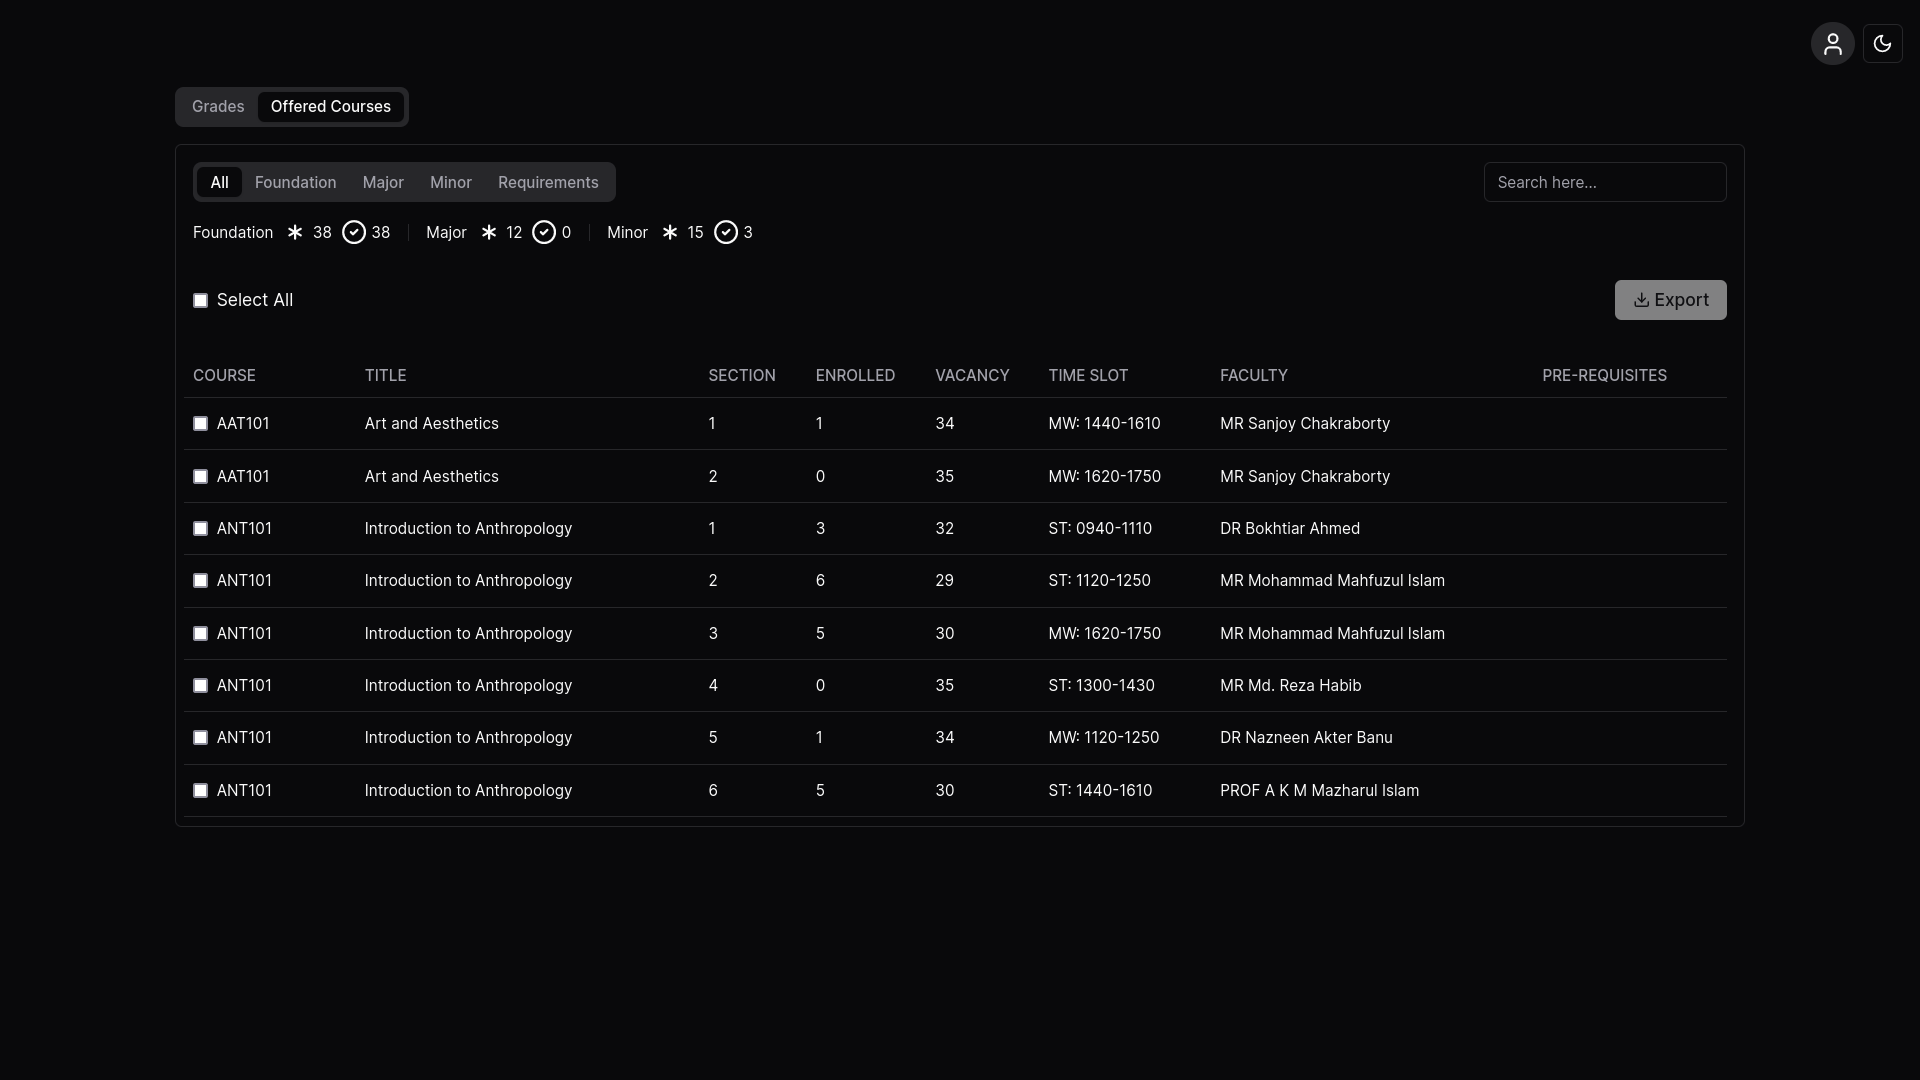 Grades Offered Courses
All Foundation Major Minor Requirements Search here...
Foundation 38 38 Major 12 0 Minor 15 3
Select All Export
COURSE TITLE SECTION ENROLLED VACANCY TIME SLOT FACULTY PRE-REQUISITES
AAT101 Art and Aesthetics 1 1 34 MW: 1440-1610 MR Sanjoy Chakraborty
AAT101 Art and Aesthetics 2 0 35 MW: 1620-1750 MR Sanjoy Chakraborty
ANT101 Introduction to Anthropology 1 3 32 ST: 0940-1110 DR Bokhtiar Ahmed
ANT101 Introduction to Anthropology 2 6 29 ST: 1120-1250 MR Mohammad Mahfuzul Islam
ANT101 Introduction to Anthropology 3 5 30 MW: 1620-1750 MR Mohammad Mahfuzul Islam
ANT101 Introduction to Anthropology 4 0 35 ST: 1300-1430 MR Md. Reza Habib
ANT101 Introduction to Anthropology 5 1 34 MW: 1120-1250 DR Nazneen Akter Banu
ANT101 Introduction to Anthropology 6 5 30 ST: 1440-1610 PROF A K M Mazharul Islam